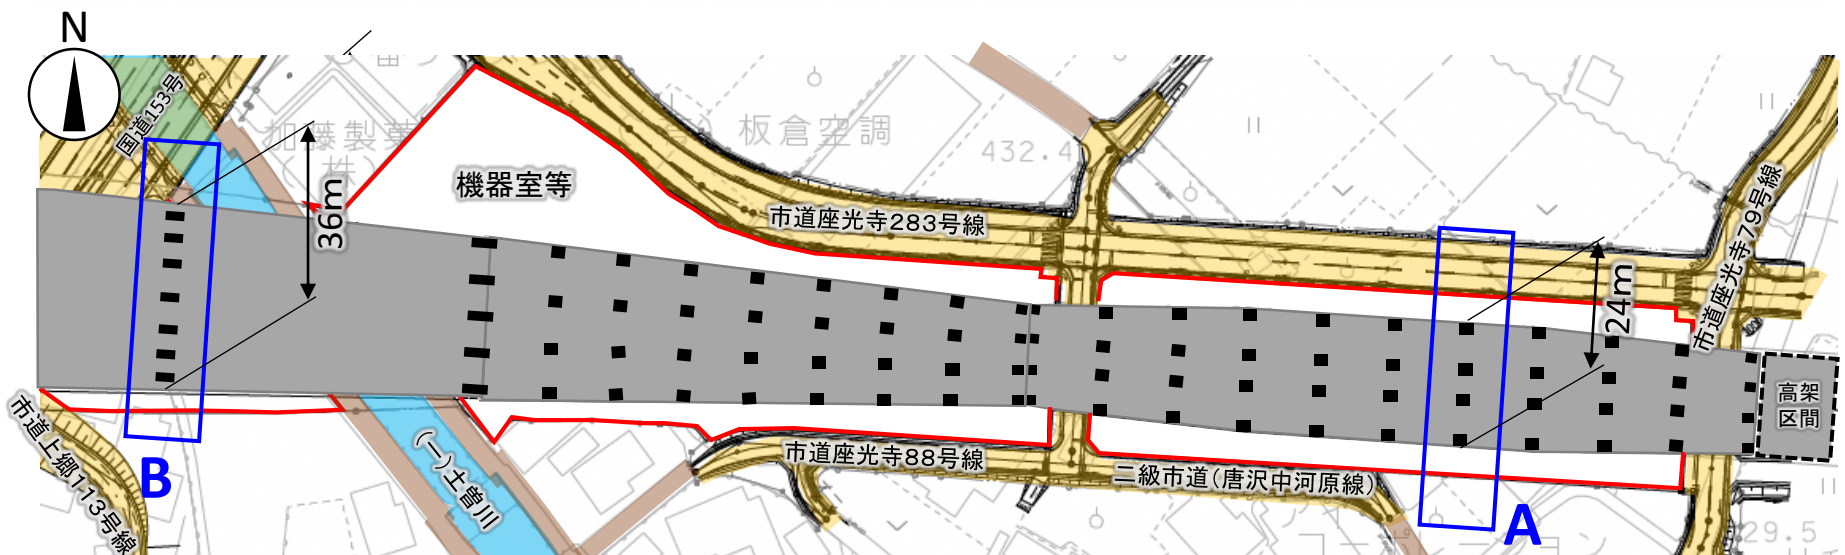 N
国道153号
加藤製菓
(株)
36m
機器室等
(有)板倉空調
432.4
市道座光寺283号線
市道座光寺79号線
24m
高架
区間
市道上郷113号線
B
(一)土曽川
市道座光寺88号線
二級市道(唐沢中河原線)
A
29.5